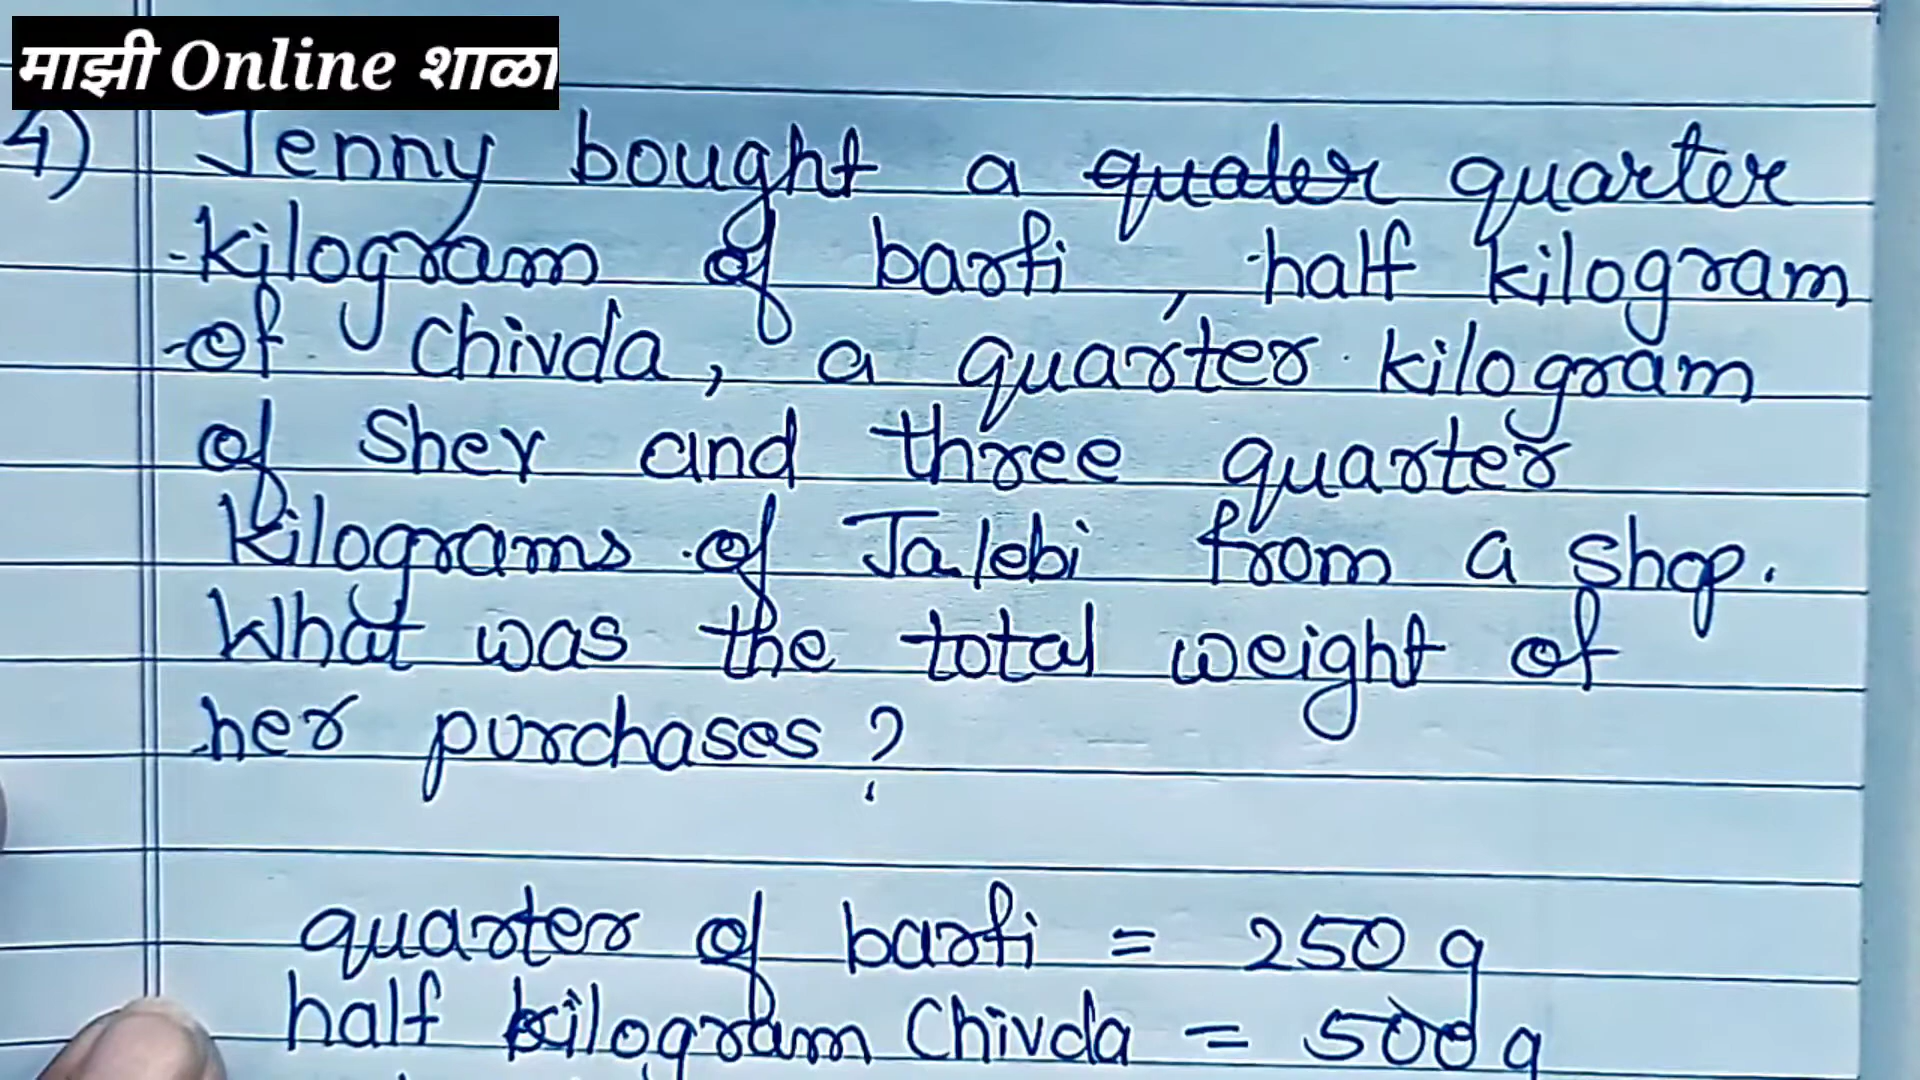 माझी Online शाळा
4) Jenny bought a quater quarter
kilogram of barfi, half kilogram
of Chivda, a quarter kilogram
of Shev and three quarter
kilograms of Jalebi from a shop.
What was the total weight of
her purchases?
quarter of barfi = 250 g
half kilogram Chivda = 500 g